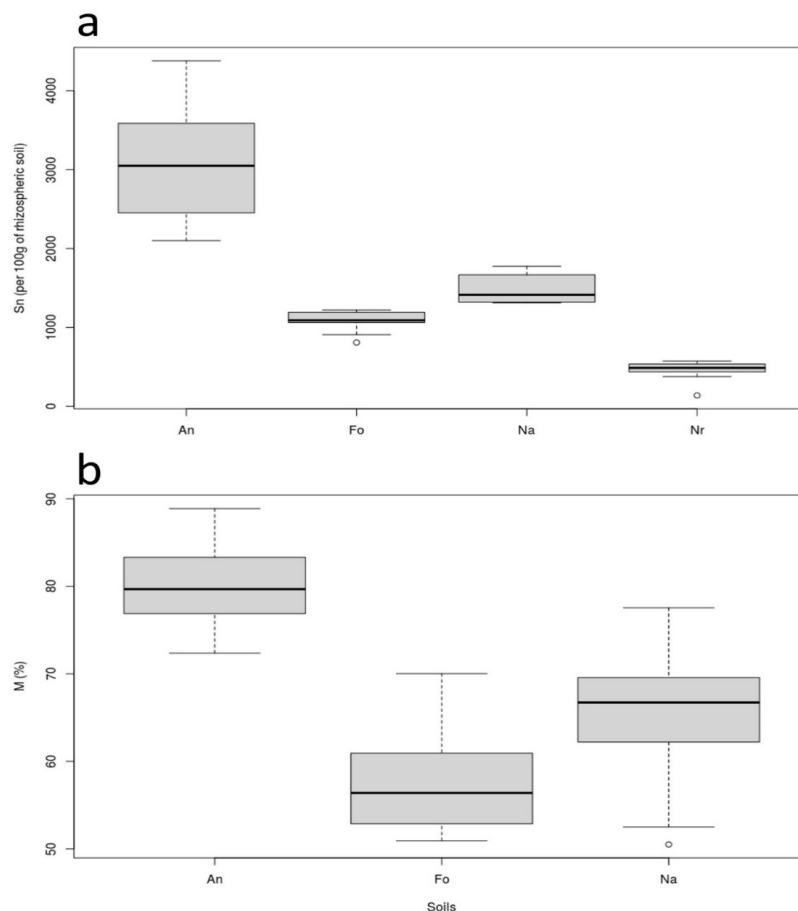 a
Sn (per 100g of rhizospheric soil)
4000
3000
2000
1000
0
An Fo Na Nr
b
M (%)
90
80
70
60
50
An Fo Na
Soils